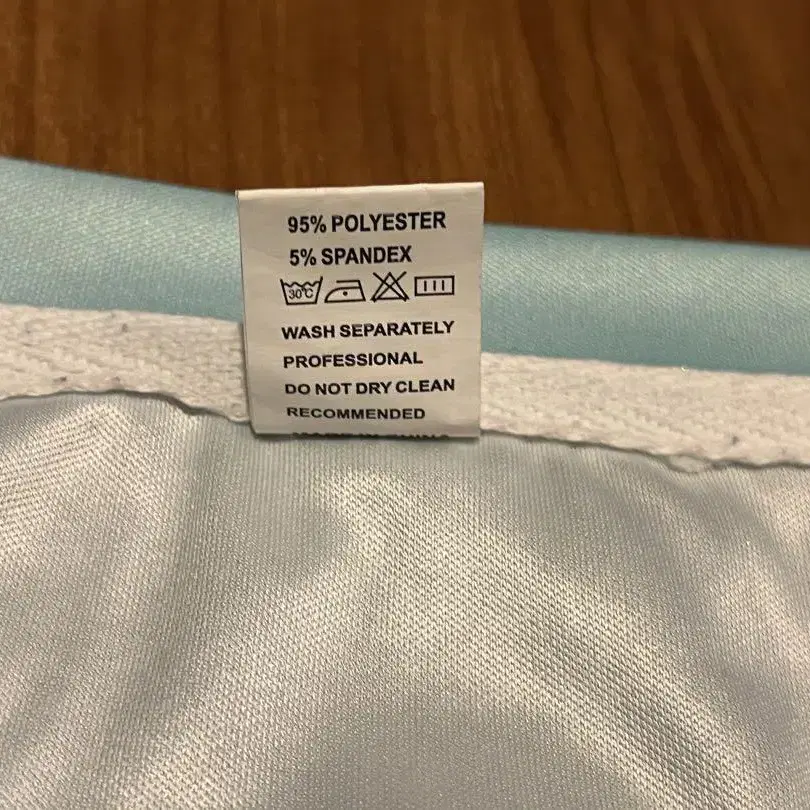 95% POLYESTER
5% SPANDEX
30°C
WASH SEPARATELY
PROFESSIONAL
DO NOT DRY CLEAN
RECOMMENDED